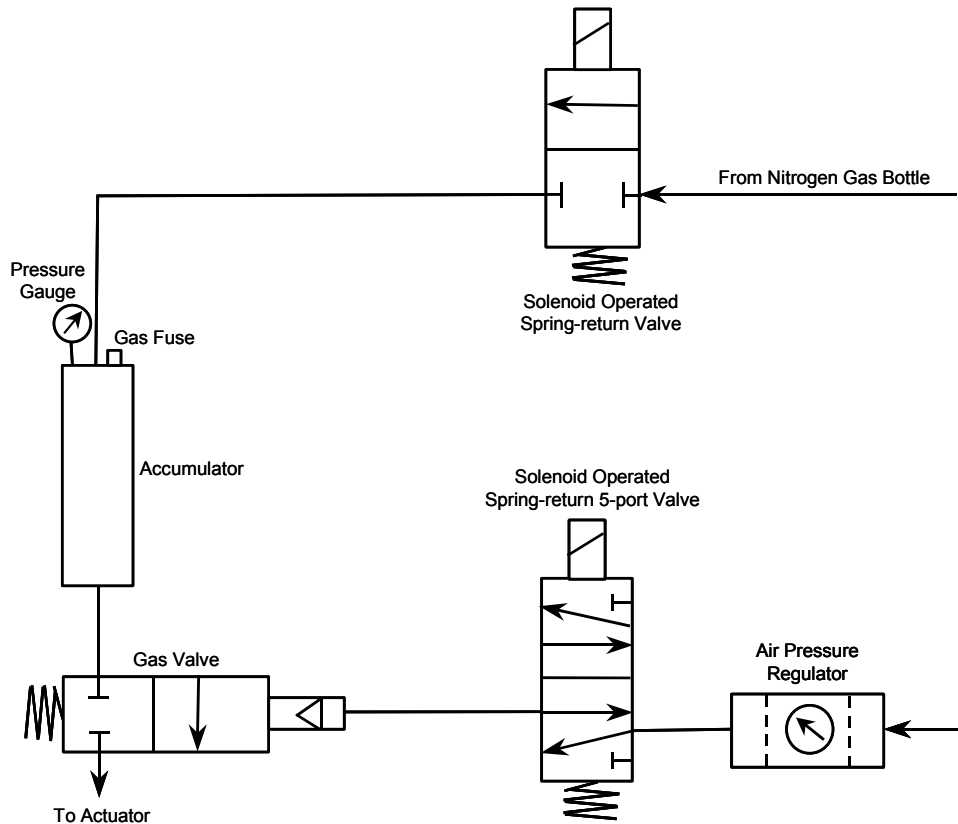 From Nitrogen Gas Bottle
Pressure
Gauge
Solenoid Operated
Spring-return Valve
Gas Fuse
Accumulator
Solenoid Operated
Spring-return 5-port Valve
Gas Valve
Air Pressure
Regulator
To Actuator